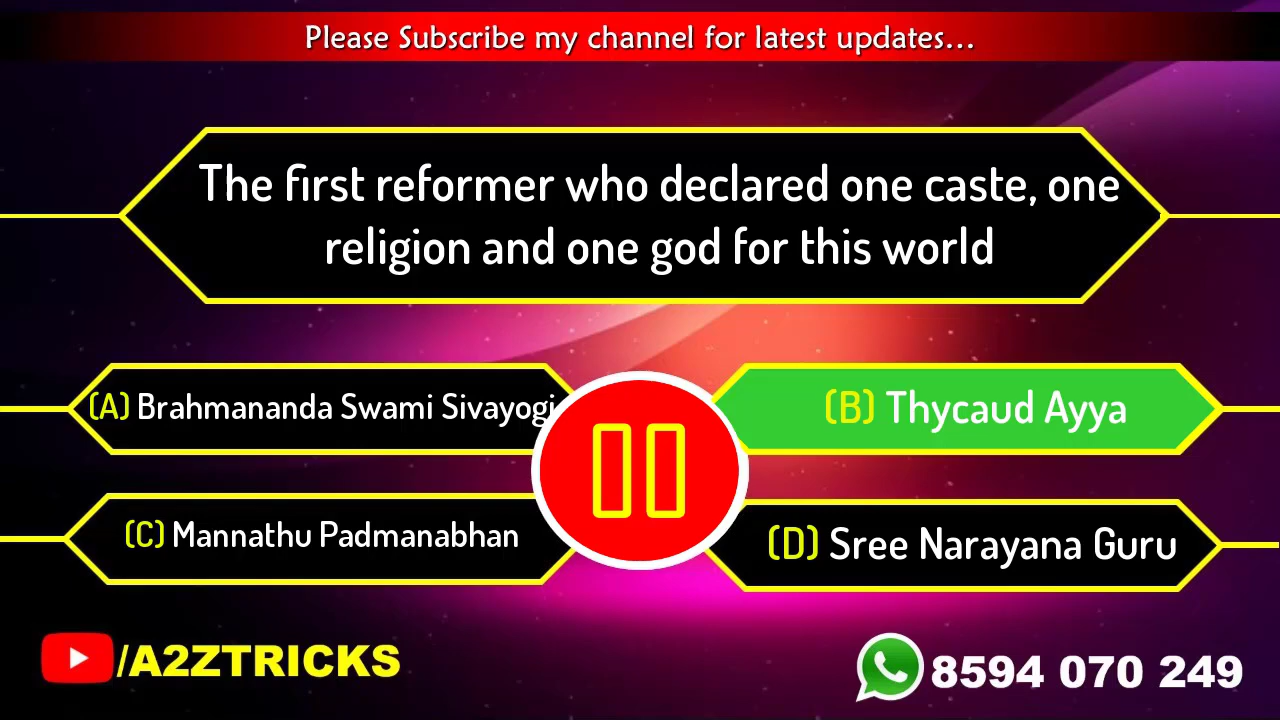 Please Subscribe my channel for latest updates...
The first reformer who declared one caste, one
religion and one god for this world
(A) Brahmananda Swami Sivayogi
(B) Thycaud Ayya
(C) Mannathu Padmanabhan
(D) Sree Narayana Guru
/A2ZTRICKS
8594 070 249